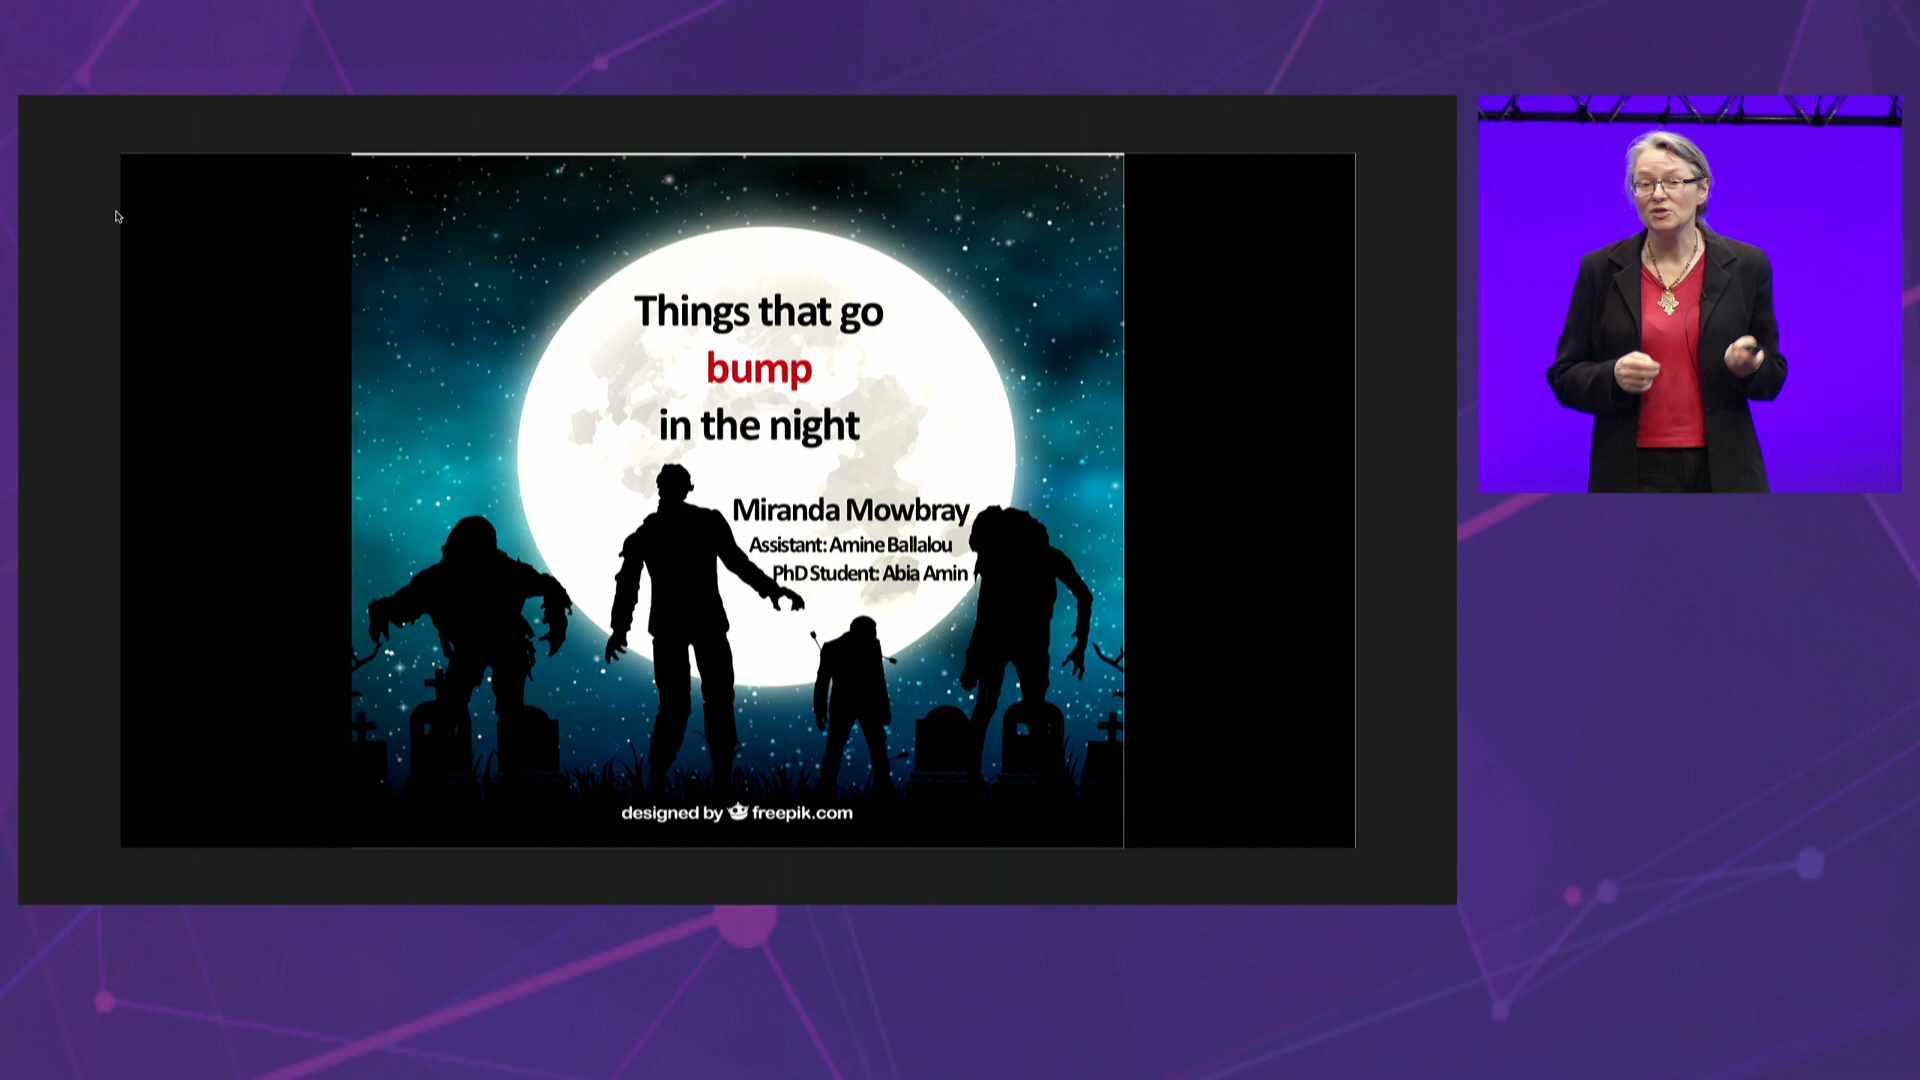 Things that go
bump
in the night
Miranda Mowbray
Assistant: Amine Ballalou
PhD Student: Abia Amin
designed by freepik.com